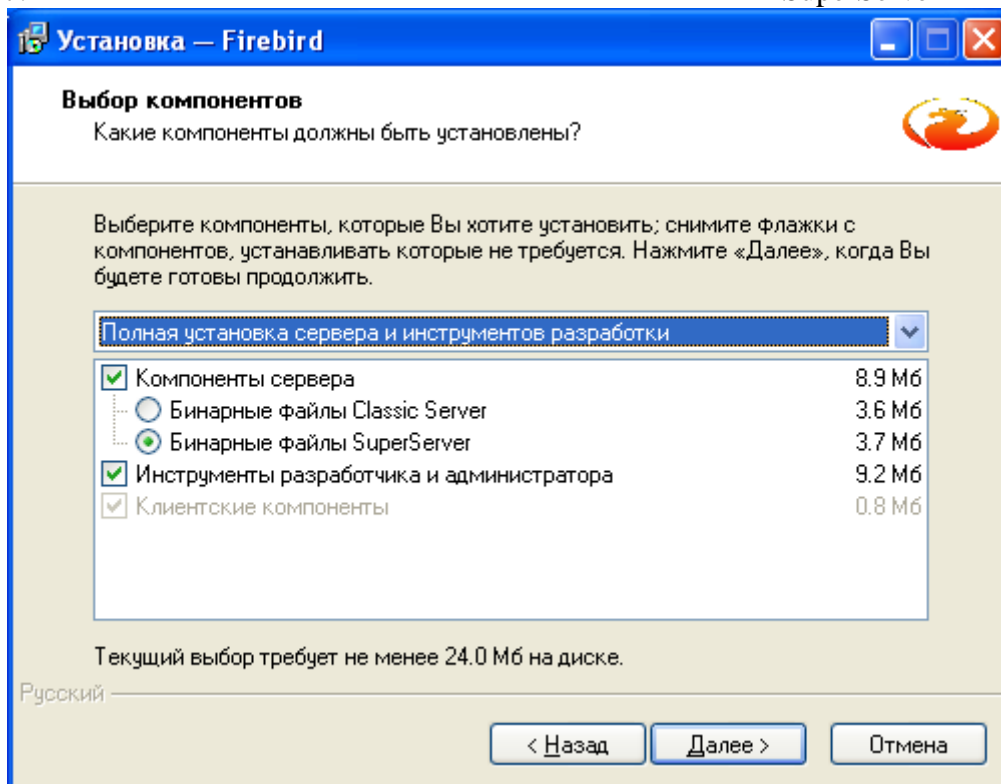 SuperServer
Установка — Firebird
Выбор компонентов
Какие компоненты должны быть установлены?
Выберите компоненты, которые Вы хотите установить; снимите флажки с
компонентов, устанавливать которые не требуется. Нажмите «Далее», когда Вы
будете готовы продолжить.
Полная установка сервера и инструментов разработки
Компоненты сервера 8.9 Мб
Бинарные файлы Classic Server 3.6 Мб
Бинарные файлы SuperServer 3.7 Мб
Инструменты разработчика и администратора 9.2 Мб
Клиентские компоненты 0.8 Мб
Текущий выбор требует не менее 24.0 Мб на диске.
Русский
< Назад Далее > Отмена